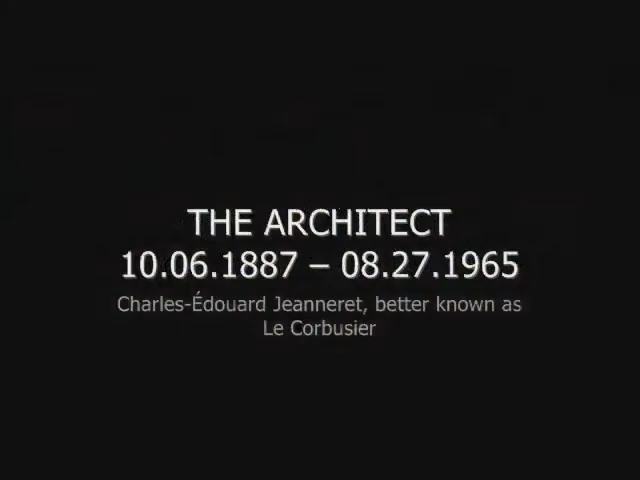 THE ARCHITECT
10.06.1887 – 08.27.1965
Charles-Édouard Jeanneret, better known as
Le Corbusier